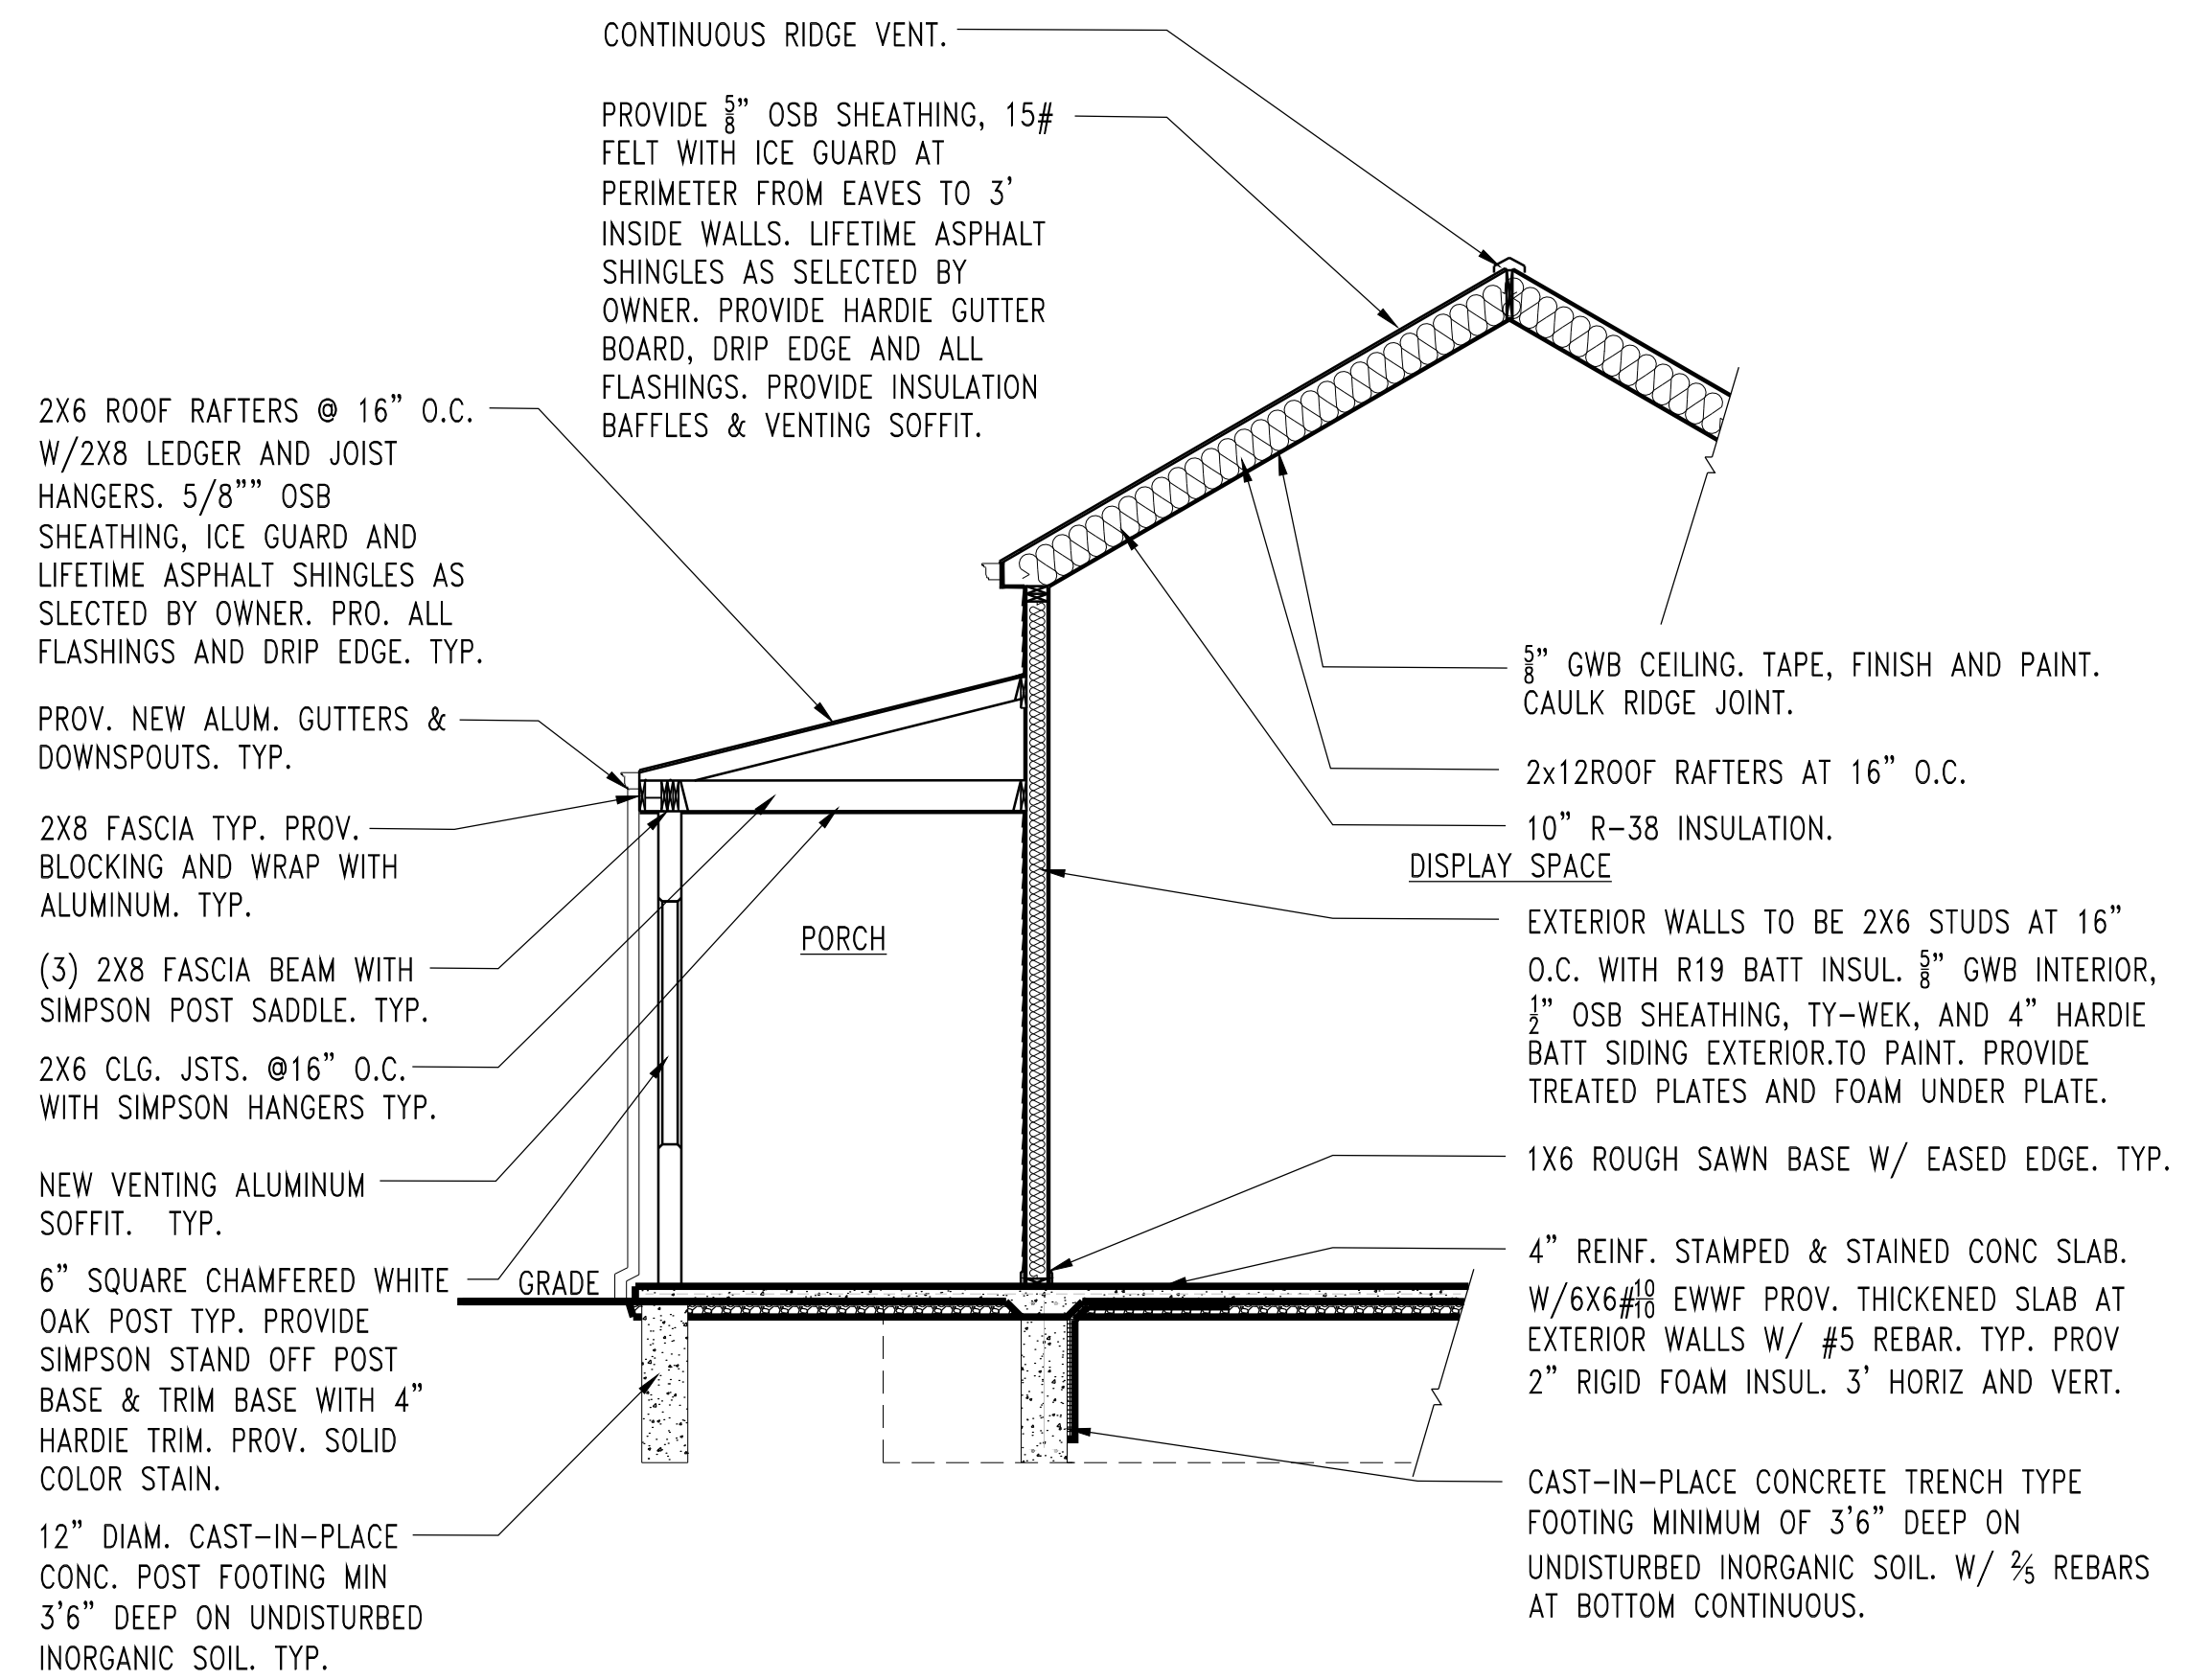 CONTINUOUS RIDGE VENT.
PROVIDE 5/8” OSB SHEATHING, 15#
FELT WITH ICE GUARD AT
PERIMETER FROM EAVES TO 3’
INSIDE WALLS. LIFETIME ASPHALT
SHINGLES AS SELECTED BY
OWNER. PROVIDE HARDIE GUTTER
BOARD, DRIP EDGE AND ALL
FLASHINGS. PROVIDE INSULATION
BAFFLES & VENTING SOFFIT.
2X6 ROOF RAFTERS @ 16” O.C.
W/2X8 LEDGER AND JOIST
HANGERS. 5/8”” OSB
SHEATHING, ICE GUARD AND
LIFETIME ASPHALT SHINGLES AS
SLECTED BY OWNER. PRO. ALL
FLASHINGS AND DRIP EDGE. TYP.
PROV. NEW ALUM. GUTTERS &
DOWNSPOUTS. TYP.
2X8 FASCIA TYP. PROV.
BLOCKING AND WRAP WITH
ALUMINUM. TYP.
(3) 2X8 FASCIA BEAM WITH
SIMPSON POST SADDLE. TYP.
2X6 CLG. JSTS. @16” O.C.
WITH SIMPSON HANGERS TYP.
NEW VENTING ALUMINUM
SOFFIT. TYP.
6” SQUARE CHAMFERED WHITE
OAK POST TYP. PROVIDE
SIMPSON STAND OFF POST
BASE & TRIM BASE WITH 4”
HARDIE TRIM. PROV. SOLID
COLOR STAIN.
12” DIAM. CAST-IN-PLACE
CONC. POST FOOTING MIN
3’6” DEEP ON UNDISTURBED
INORGANIC SOIL. TYP.
GRADE
PORCH
DISPLAY SPACE
5/8” GWB CEILING. TAPE, FINISH AND PAINT.
CAULK RIDGE JOINT.
2x12ROOF RAFTERS AT 16” O.C.
10” R-38 INSULATION.
EXTERIOR WALLS TO BE 2X6 STUDS AT 16”
O.C. WITH R19 BATT INSUL. 5/8” GWB INTERIOR,
1/2” OSB SHEATHING, TY-WEK, AND 4” HARDIE
BATT SIDING EXTERIOR.TO PAINT. PROVIDE
TREATED PLATES AND FOAM UNDER PLATE.
1X6 ROUGH SAWN BASE W/ EASED EDGE. TYP.
4” REINF. STAMPED & STAINED CONC SLAB.
W/6X6#10/10 EWWF PROV. THICKENED SLAB AT
EXTERIOR WALLS W/ #5 REBAR. TYP. PROV
2” RIGID FOAM INSUL. 3’ HORIZ AND VERT.
CAST-IN-PLACE CONCRETE TRENCH TYPE
FOOTING MINIMUM OF 3’6” DEEP ON
UNDISTURBED INORGANIC SOIL. W/ 2/5 REBARS
AT BOTTOM CONTINUOUS.